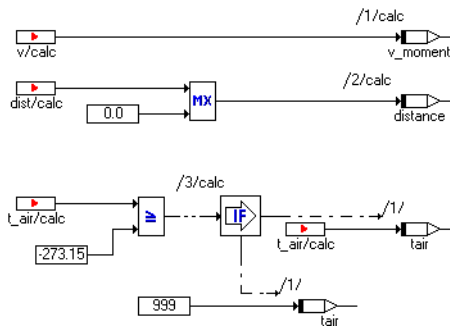 /1/calc
v/calc
v_moment
/2/calc
dist/calc
0.0
MX
distance
/3/calc
t_air/calc
≥
IF
/1/
-273.15
t_air/calc
tair
/1/
999
tair